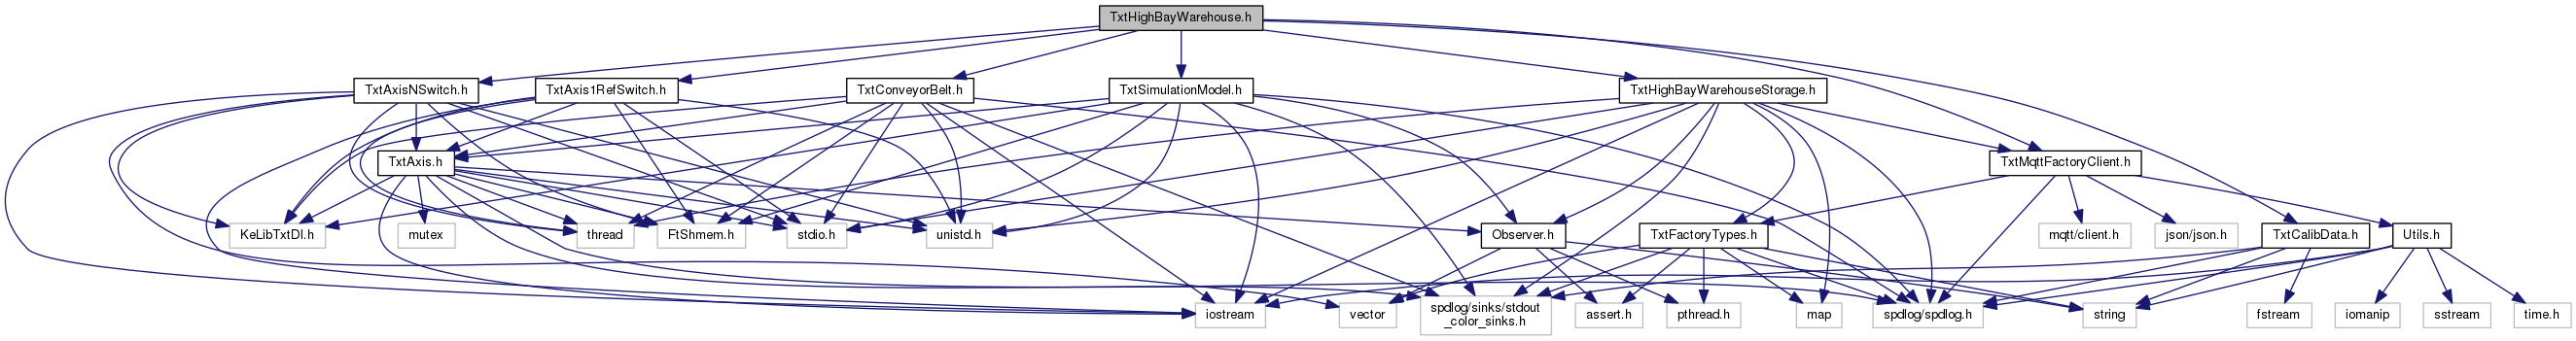 TxtHighBayWarehouse.h
TxtAxisNSwitch.h
TxtAxis1RefSwitch.h
TxtConveyorBelt.h
TxtSimulationModel.h
TxtHighBayWarehouseStorage.h
TxtAxis.h
TxtMqttFactoryClient.h
KeLibTxtDl.h
mutex
thread
FtShmem.h
stdio.h
unistd.h
Observer.h
TxtFactoryTypes.h
mqtt/client.h
json/json.h
TxtCalibData.h
Utils.h
iostream
vector
spdlog/sinks/stdout
_color_sinks.h
assert.h
pthread.h
map
spdlog/spdlog.h
string
fstream
iomanip
sstream
time.h